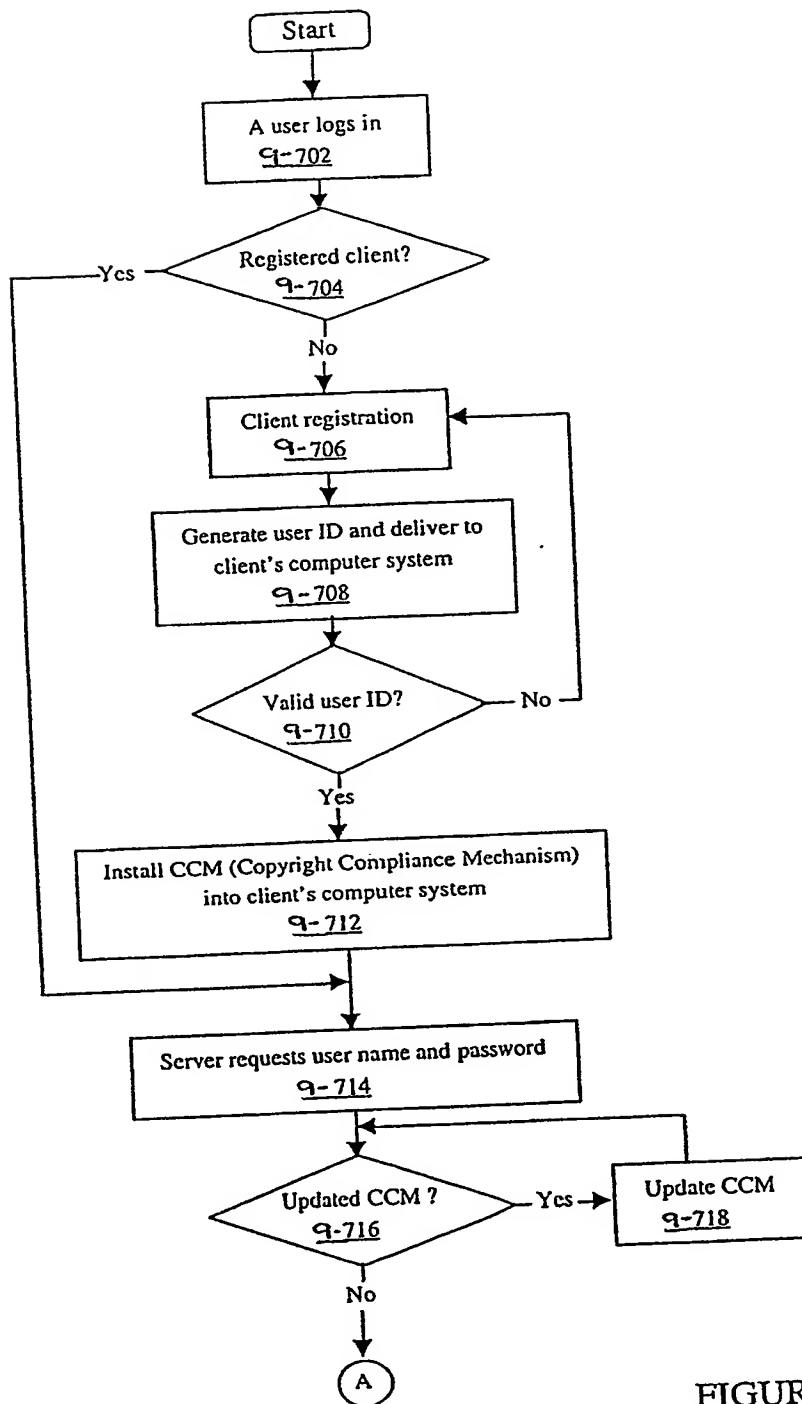 Start
A user logs in
9-702
Registered client?
9-704
Yes
No
Client registration
9-706
Generate user ID and deliver to
client's computer system
9-708
Valid user ID?
9-710
No
Yes
Install CCM (Copyright Compliance Mechanism)
into client's computer system
9-712
Server requests user name and password
9-714
Updated CCM ?
9-716
Yes
Update CCM
9-718
No
A
FIGUR